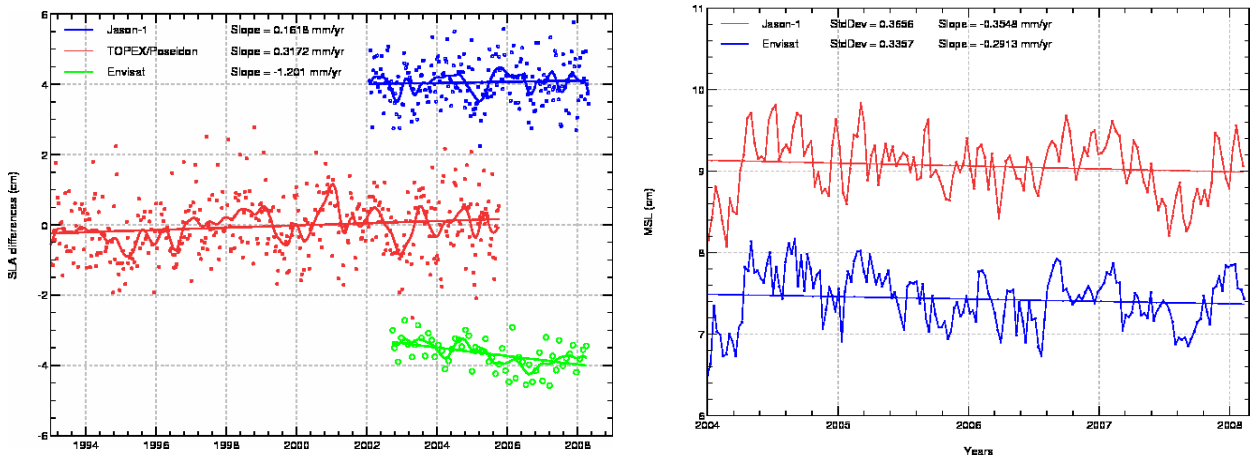 Jason-1 Slope = 0.1618 mm/yr
TOPEX/Poseidon Slope = 0.3172 mm/yr
Envisat Slope = -1.201 mm/yr
SLA differences (cm)
6
4
2
0
-2
-4
-6
1994 1996 1998 2000 2002 2004 2006 2008
Jason-1 StdDev = 0.3656 Slope = -0.3548 mm/yr
Envisat StdDev = 0.3357 Slope = -0.2913 mm/yr
MSL (cm)
11
10
9
8
7
6
2004 2005 2006 2007 2008
Years